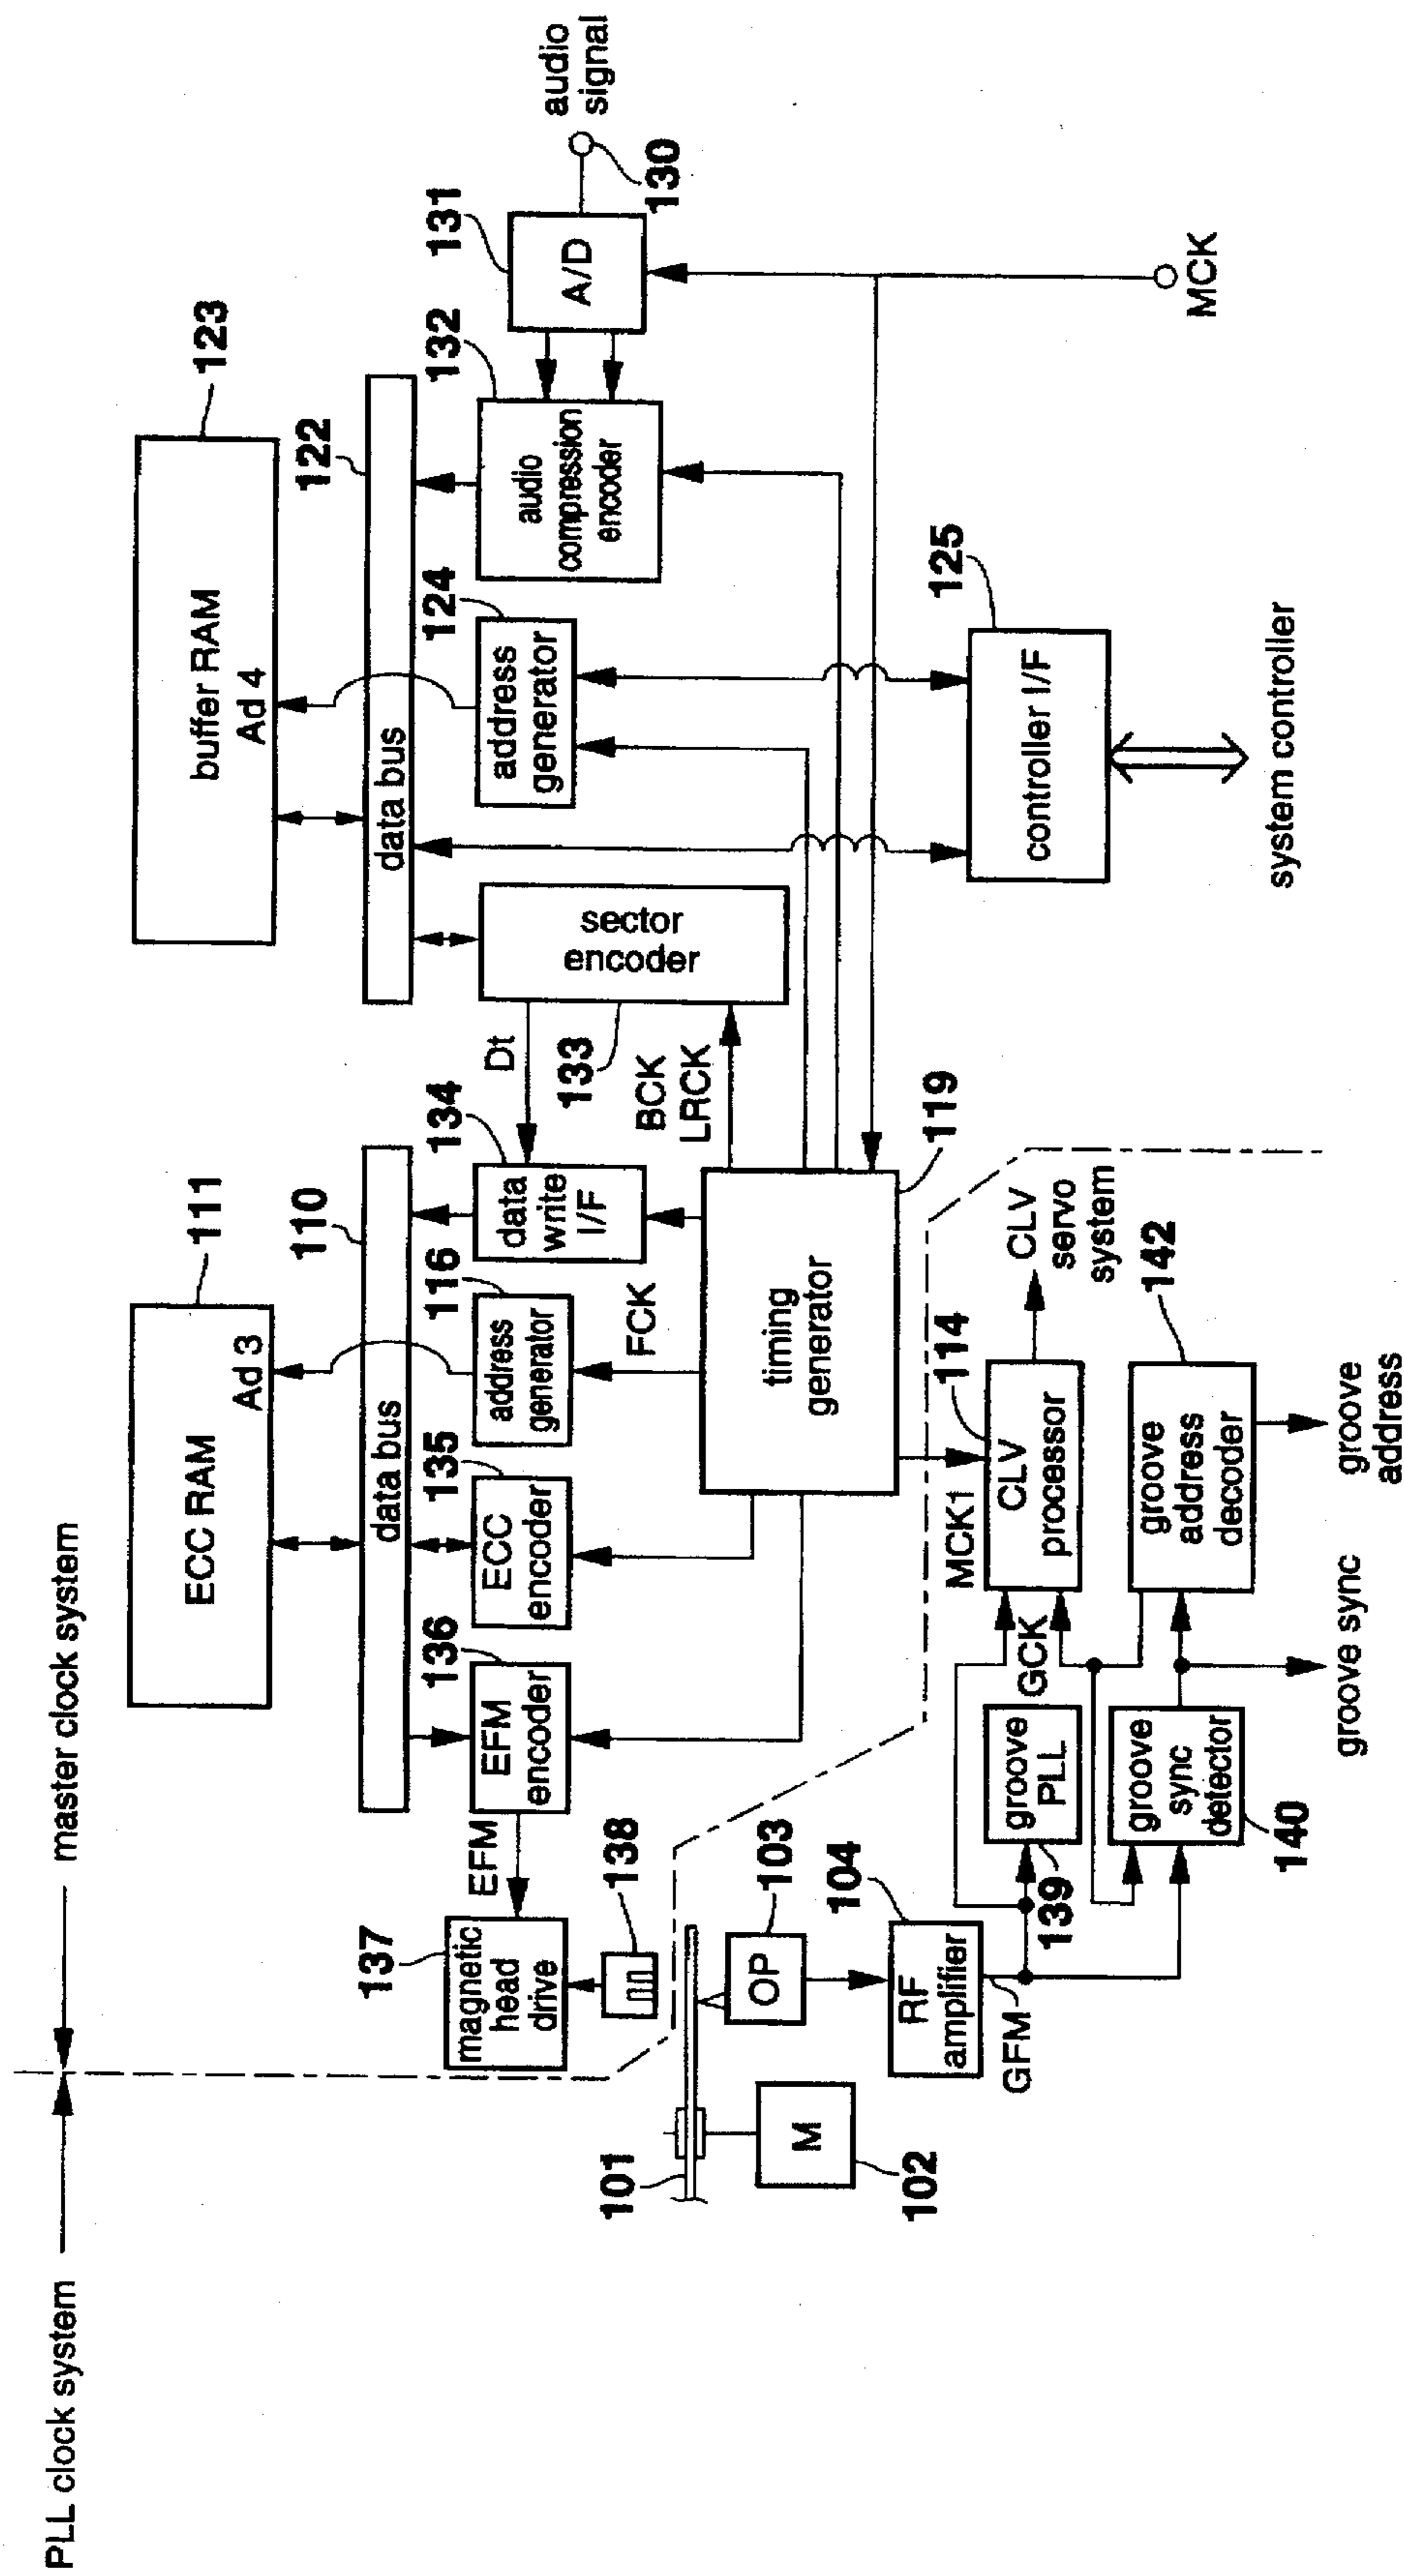 PLL clock system
master clock system
ECC RAM
Ad 3
111
buffer RAM
Ad 4
123
data bus
110
data bus
122
magnetic
head
drive
137
EFM
EFM
encoder
136
ECC
encoder
135
address
generator
116
data
write
I/F
134
Dt
sector
encoder
133
address
generator
124
audio
compression
encoder
132
A/D
131
audio
signal
130
138
FCK
BCK
LRCK
timing
generator
119
101
M
102
OP
103
RF
amplifier
104
GFM
groove
PLL
139
GCK
MCK1
CLV
processor
114
CLV
servo
system
groove
sync
detector
140
groove
address
decoder
142
groove sync
groove
address
controller I/F
125
system controller
MCK